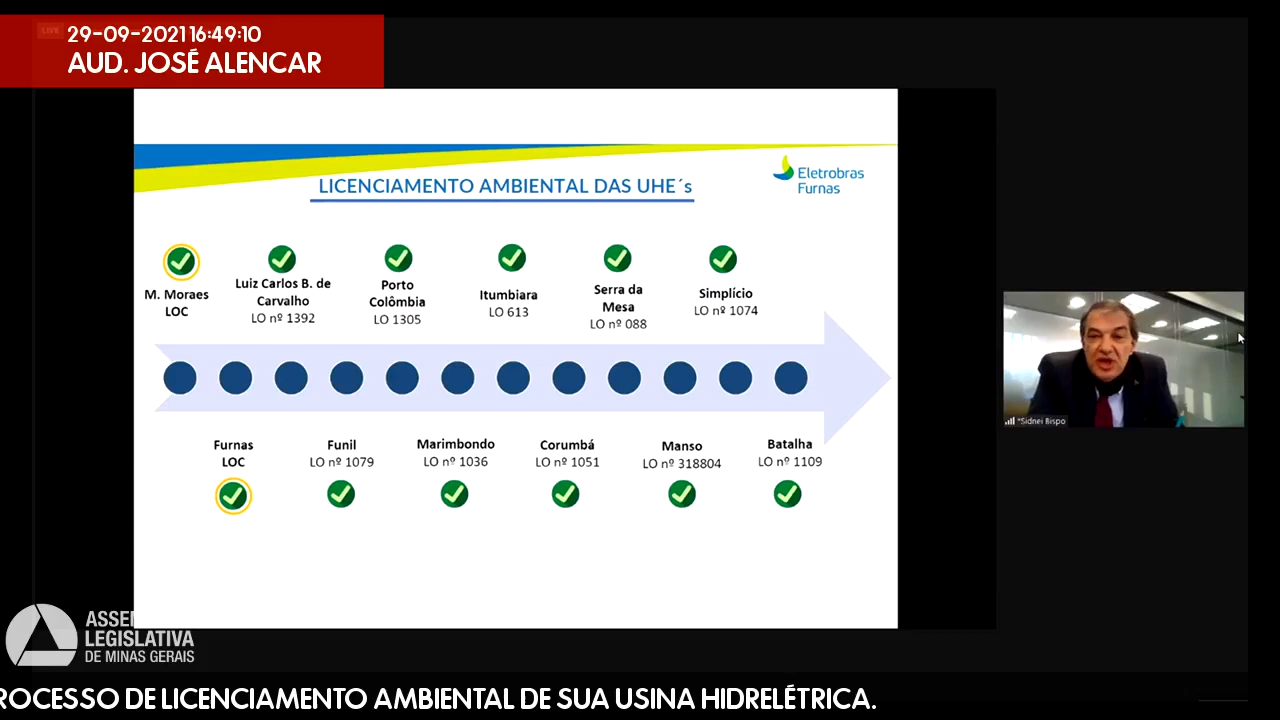 LIVE
29-09-2021 16:49:10
AUD. JOSÉ ALENCAR
LICENCIAMENTO AMBIENTAL DAS UHE´s
Eletrobras
Furnas
M. Moraes
LOC
Luiz Carlos B. de
Carvalho
LO nº 1392
Porto
Colômbia
LO 1305
Itumbiara
LO 613
Serra da
Mesa
LO nº 088
Simplício
LO nº 1074
Furnas
LOC
Funil
LO nº 1079
Marimbondo
LO nº 1036
Corumbá
LO nº 1051
Manso
LO nº 318804
Batalha
LO nº 1109
*Sidnei Bispo
ASSE
LEGISLATIVA
DE MINAS GERAIS
ROCESSO DE LICENCIAMENTO AMBIENTAL DE SUA USINA HIDRELÉTRICA.